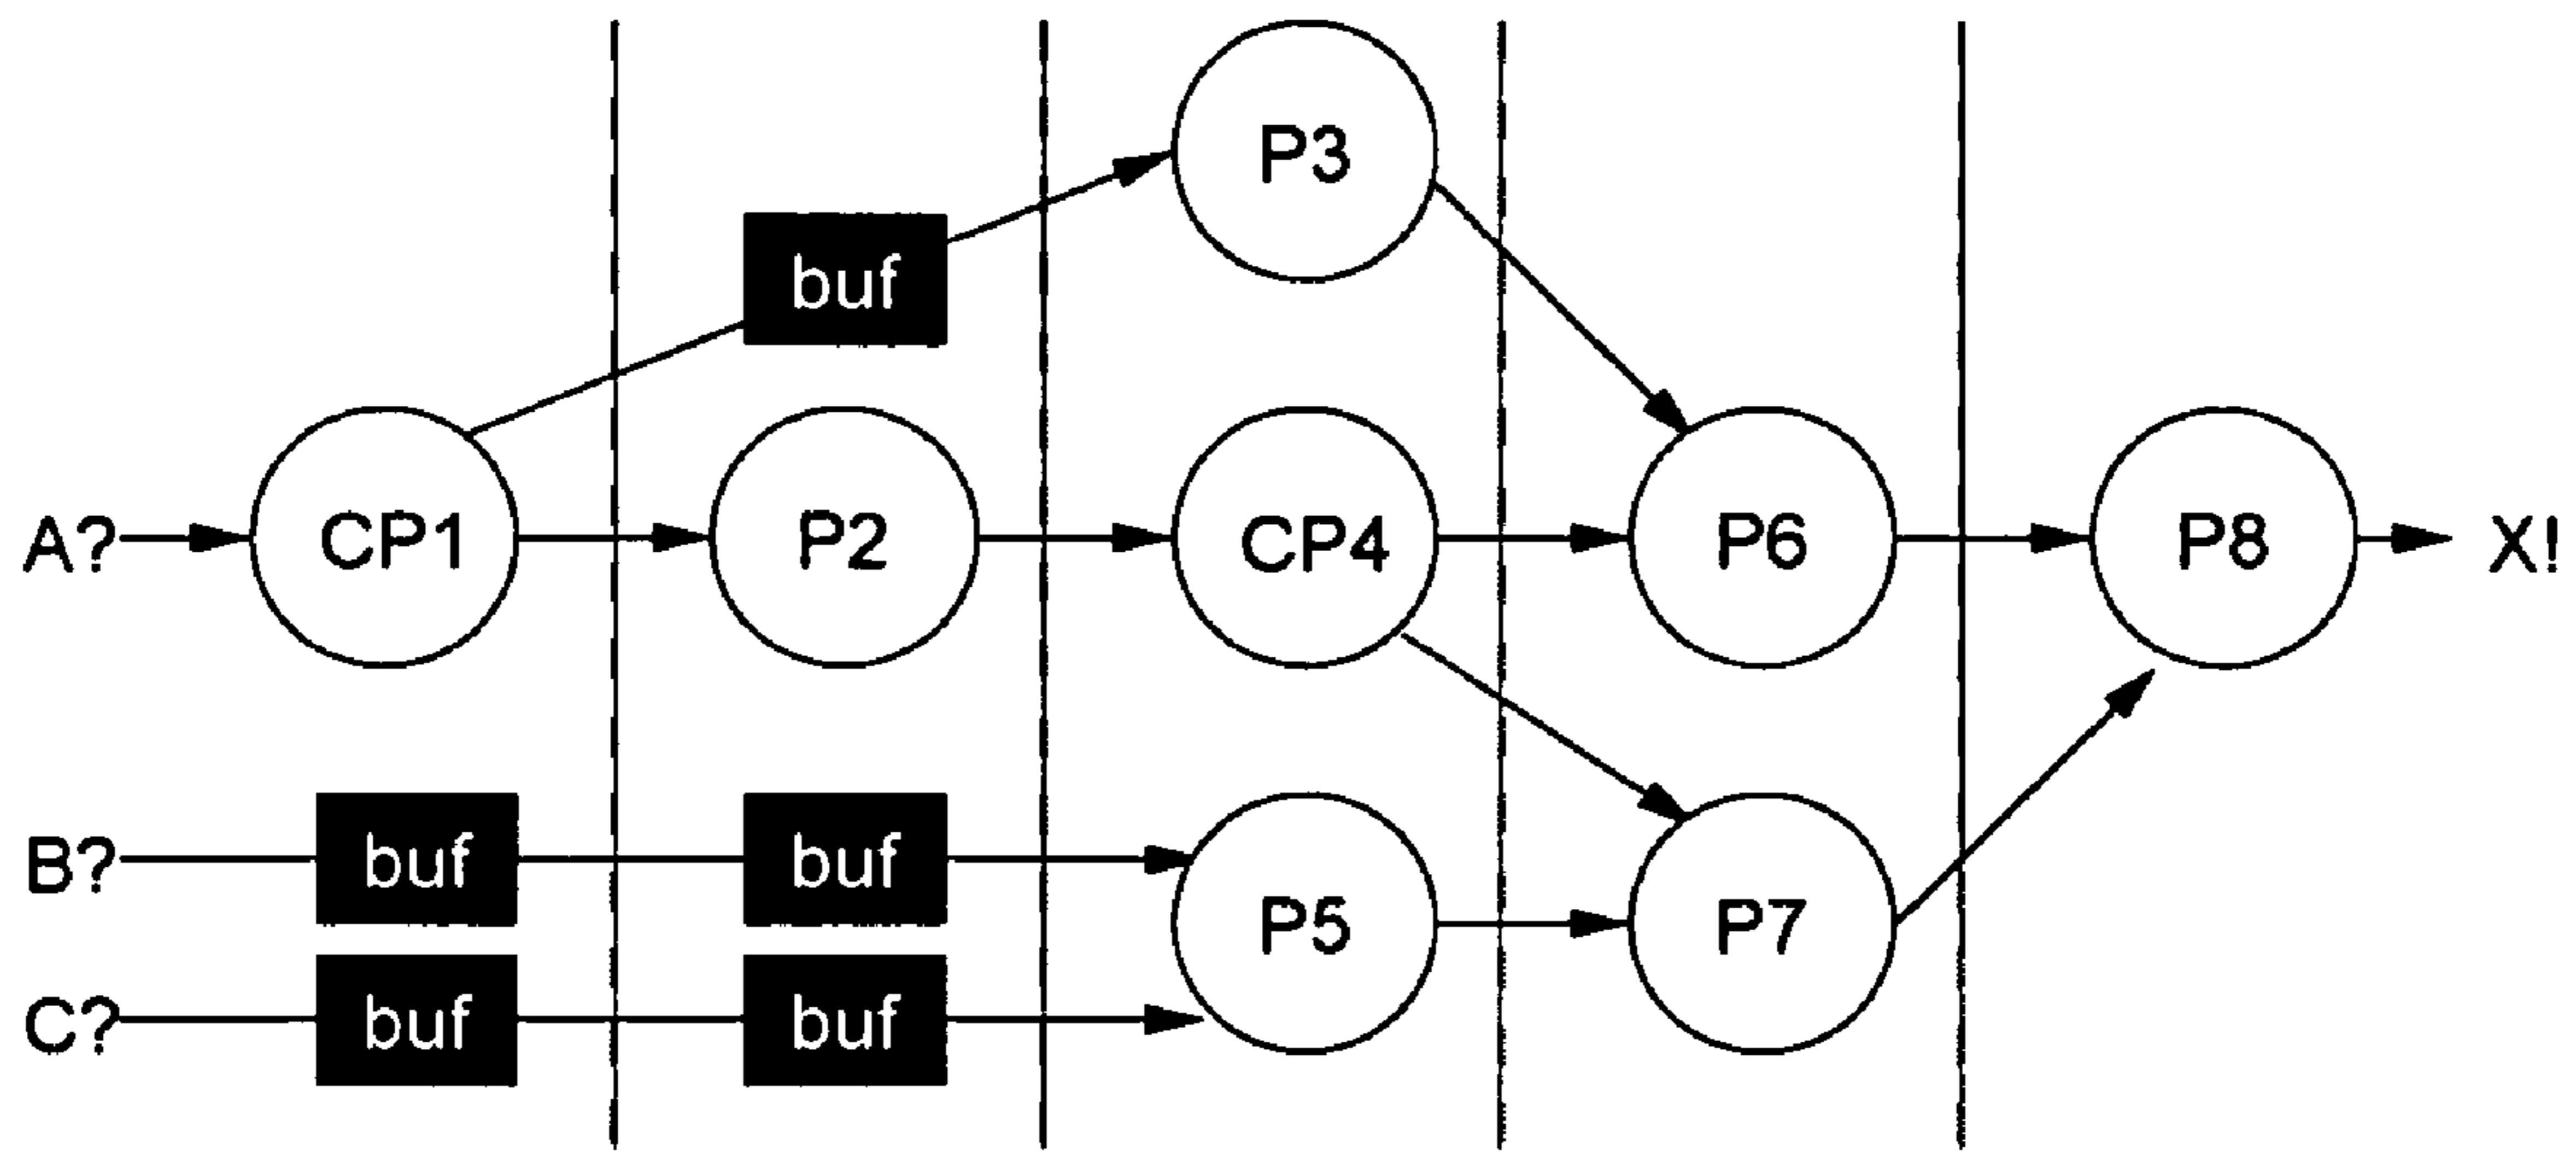 P3
buf
A? CP1 P2 CP4 P6 P8 X!
B? buf buf
P5 P7
C? buf buf